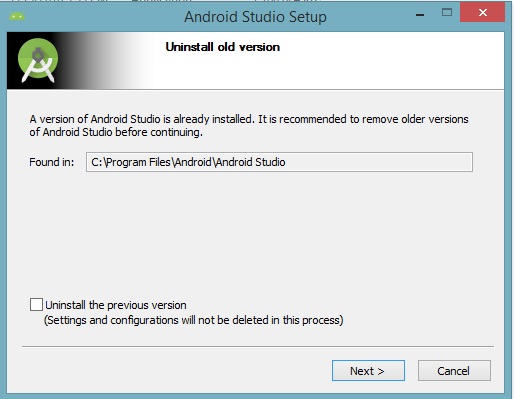 Android Studio Setup
Uninstall old version
A version of Android Studio is already installed. It is recommended to remove older versions
of Android Studio before continuing.
Found in: C:\Program Files\Android\Android Studio
Uninstall the previous version
(Settings and configurations will not be deleted in this process)
Next > Cancel